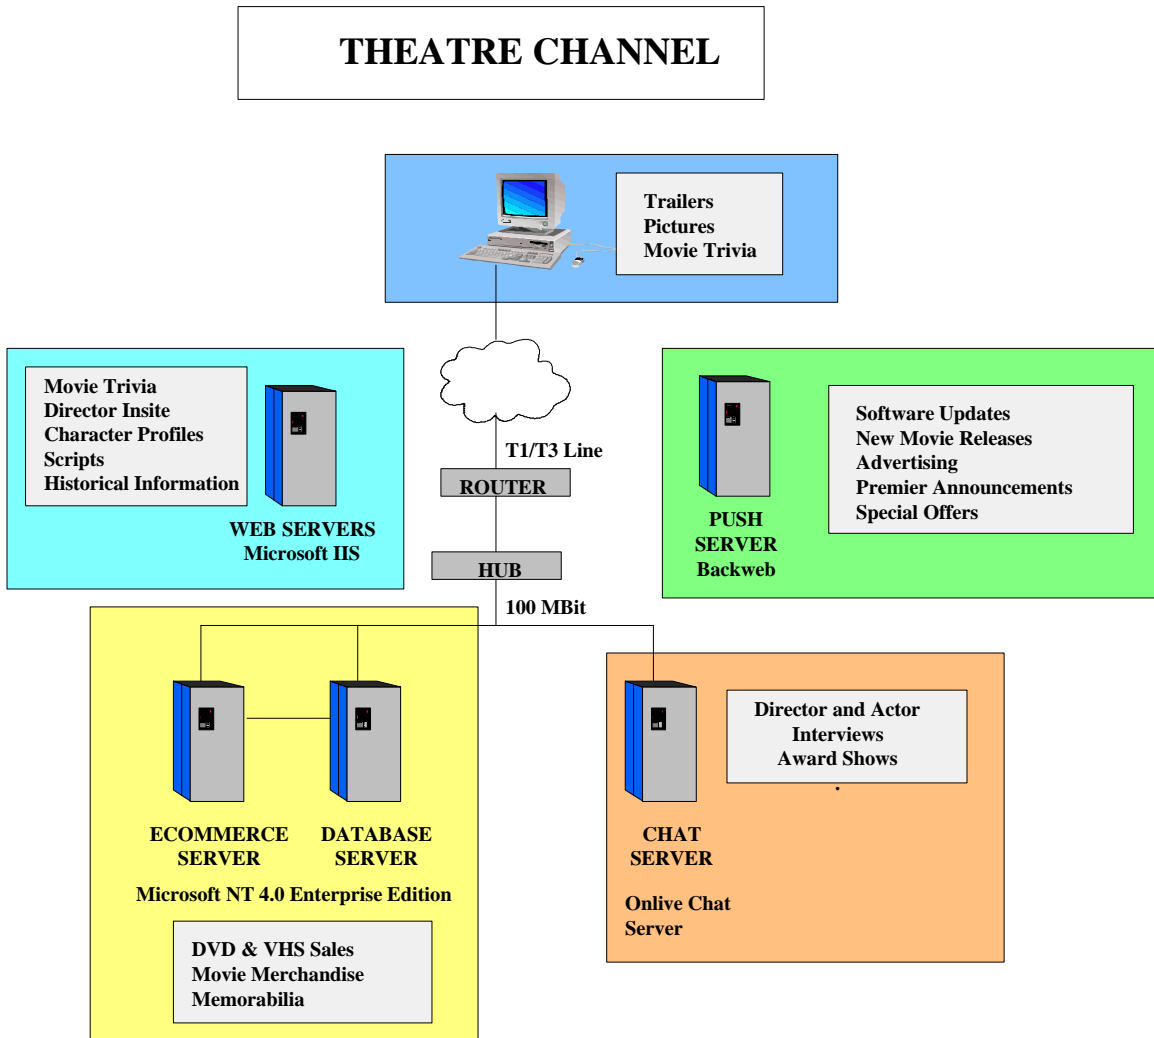 THEATRE CHANNEL
Trailers
Pictures
Movie Trivia
Movie Trivia
Director Insite
Character Profiles
Scripts
Historical Information
WEB SERVERS
Microsoft IIS
T1/T3 Line
ROUTER
HUB
100 MBit
Software Updates
New Movie Releases
Advertising
Premier Announcements
Special Offers
PUSH
SERVER
Backweb
ECOMMERCE
SERVER
DATABASE
SERVER
Microsoft NT 4.0 Enterprise Edition
DVD & VHS Sales
Movie Merchandise
Memorabilia
Director and Actor
Interviews
Award Shows
.
CHAT
SERVER
Onlive Chat
Server